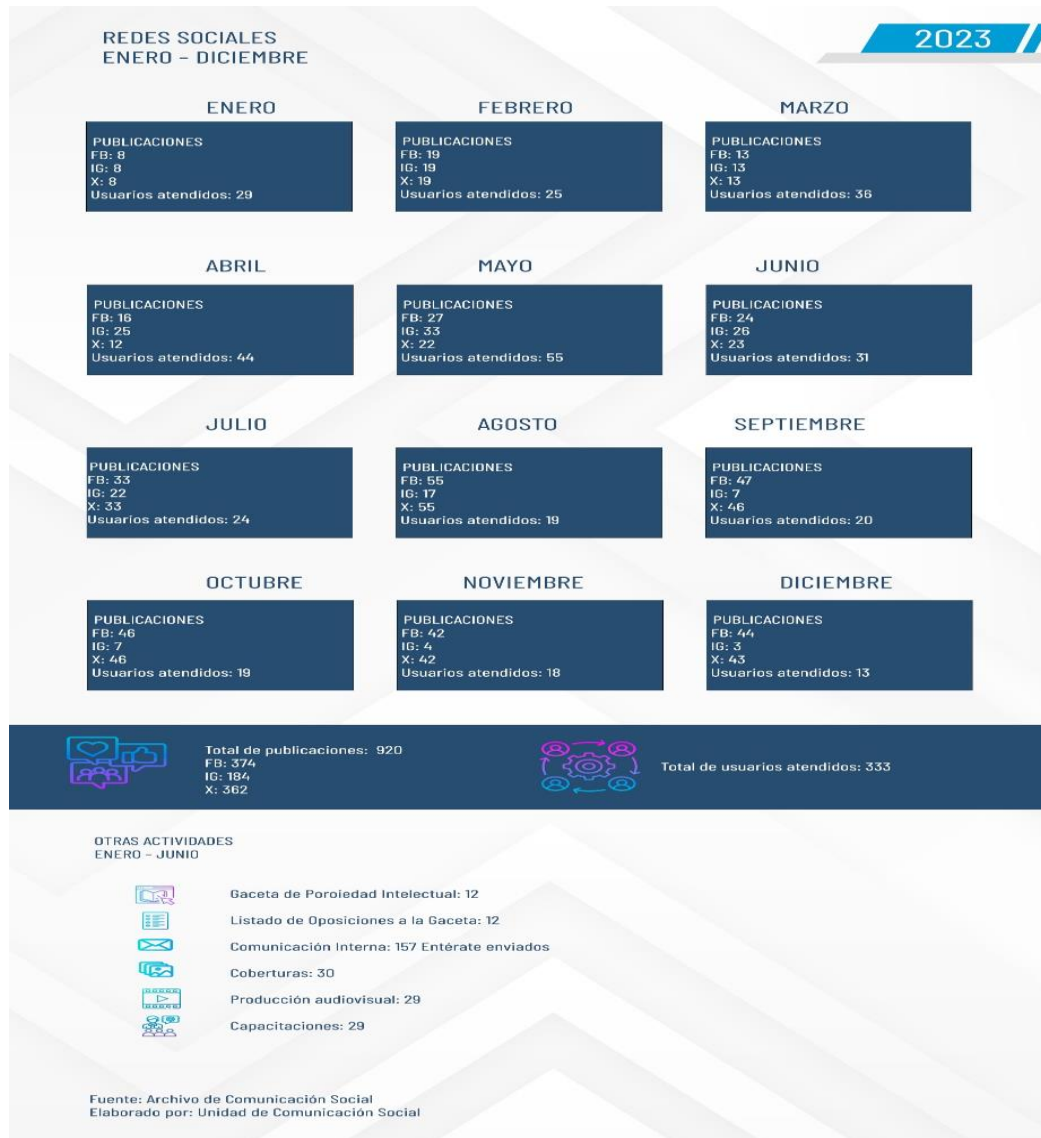 REDES SOCIALES
ENERO – DICIEMBRE
2023
ENERO
PUBLICACIONES
FB: 8
IG: 8
X: 8
Usuarios atendidos: 29
FEBRERO
PUBLICACIONES
FB: 19
IG: 19
X: 19
Usuarios atendidos: 25
MARZO
PUBLICACIONES
FB: 13
IG: 13
X: 13
Usuarios atendidos: 36
ABRIL
PUBLICACIONES
FB: 16
IG: 25
X: 12
Usuarios atendidos: 44
MAYO
PUBLICACIONES
FB: 27
IG: 33
X: 22
Usuarios atendidos: 55
JUNIO
PUBLICACIONES
FB: 24
IG: 26
X: 23
Usuarios atendidos: 31
JULIO
PUBLICACIONES
FB: 33
IG: 22
X: 33
Usuarios atendidos: 24
AGOSTO
PUBLICACIONES
FB: 55
IG: 17
X: 55
Usuarios atendidos: 19
SEPTIEMBRE
PUBLICACIONES
FB: 47
IG: 7
X: 46
Usuarios atendidos: 20
OCTUBRE
PUBLICACIONES
FB: 46
IG: 7
X: 46
Usuarios atendidos: 19
NOVIEMBRE
PUBLICACIONES
FB: 42
IG: 4
X: 42
Usuarios atendidos: 18
DICIEMBRE
PUBLICACIONES
FB: 44
IG: 3
X: 43
Usuarios atendidos: 13
Total de publicaciones: 920
FB: 374
IG: 184
X: 362
Total de usuarios atendidos: 333
OTRAS ACTIVIDADES
ENERO – JUNIO
Gaceta de Poroiedad Intelectual: 12
Listado de Oposiciones a la Gaceta: 12
Comunicación Interna: 157 Entérate enviados
Coberturas: 30
Producción audiovisual: 29
Capacitaciones: 29
Fuente: Archivo de Comunicación Social
Elaborado por: Unidad de Comunicación Social